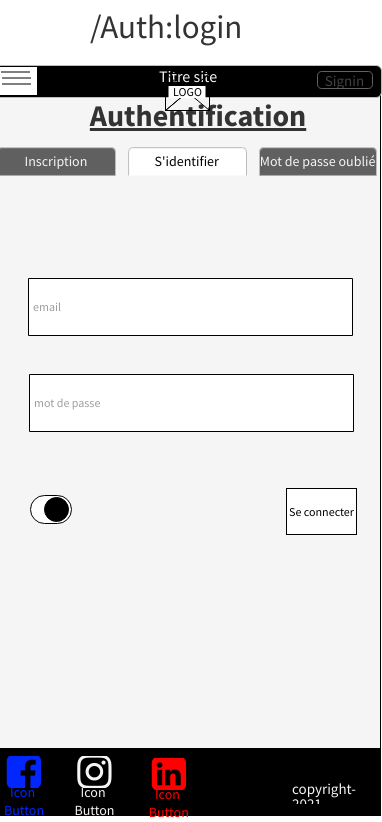 /Auth:login
Titre site
Signin
LOGO
Authentification
Inscription
S'identifier
Mot de passe oublié
email
mot de passe
Se connecter
Icon
Button
Icon
Button
Icon
Button
copyright-
2021